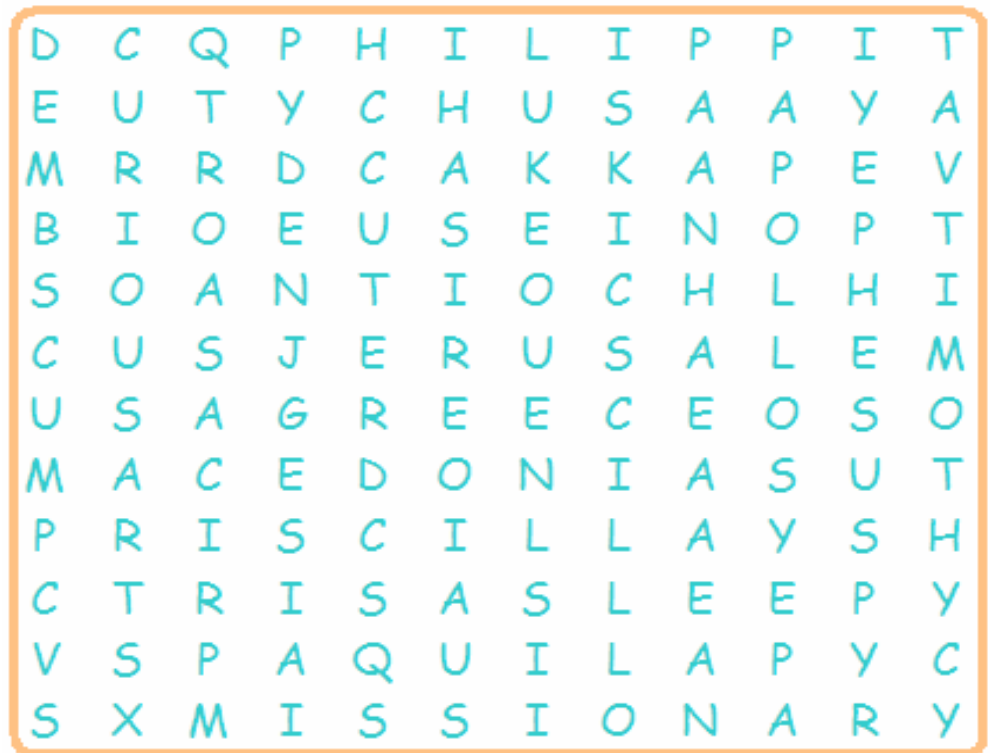 D C Q P H I L I P P I T
E U T Y C H U S A A Y A
M R R D C A K K A P E V
B I O E U S E I N O P T
S O A N T I O C H L H I
C U S J E R U S A L E M
U S A G R E E C E O S O
M A C E D O N I A S U T
P R I S C I L L A Y S H
C T R I S A S L E E P Y
V S P A Q U I L A P Y C
S X M I S S I O N A R Y